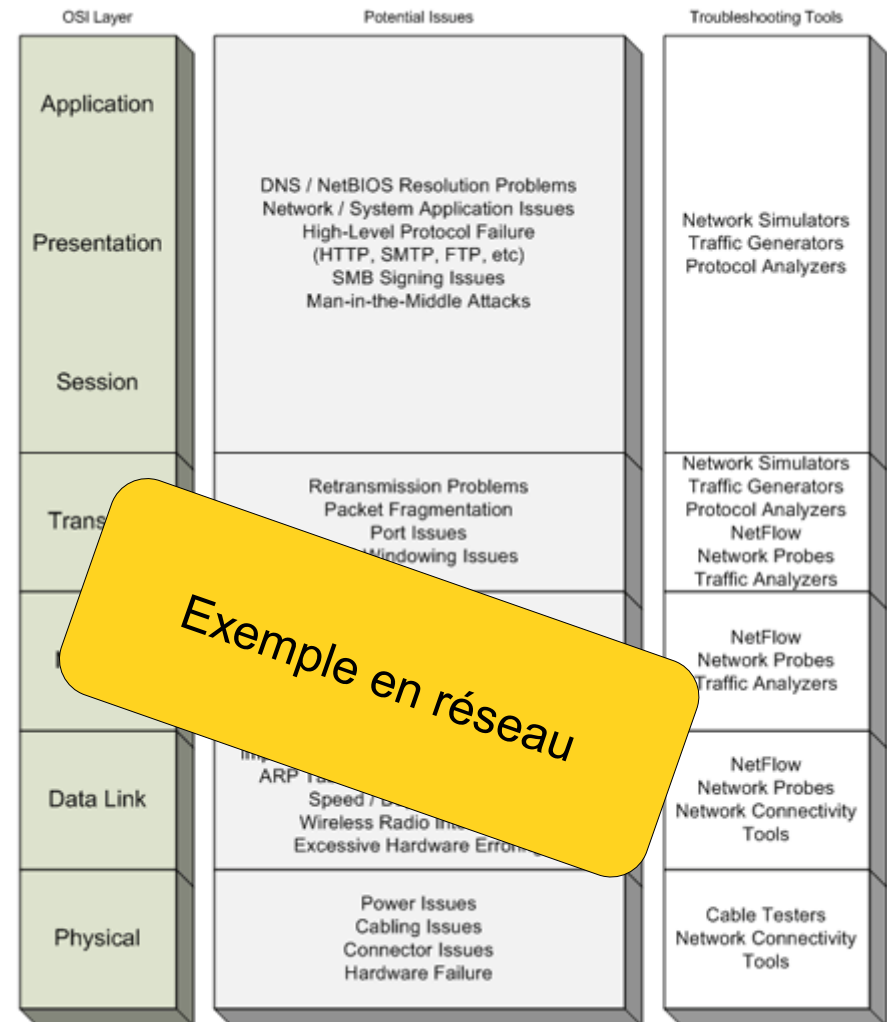 OSI Layer
Potential Issues
Troubleshooting Tools
Application
Presentation
Session
DNS / NetBIOS Resolution Problems
Network / System Application Issues
High-Level Protocol Failure
(HTTP, SMTP, FTP, etc)
SMB Signing Issues
Man-in-the-Middle Attacks
Network Simulators
Traffic Generators
Protocol Analyzers
Retransmission Problems
Packet Fragmentation
Port Issues
Windowing Issues
Network Simulators
Traffic Generators
Protocol Analyzers
NetFlow
Network Probes
Traffic Analyzers
Exemple en réseau
NetFlow
Network Probes
Traffic Analyzers
Data Link
ARP
Speed /
Wireless Radio
Excessive Hardware
NetFlow
Network Probes
Network Connectivity
Tools
Physical
Power Issues
Cabling Issues
Connector Issues
Hardware Failure
Cable Testers
Network Connectivity
Tools